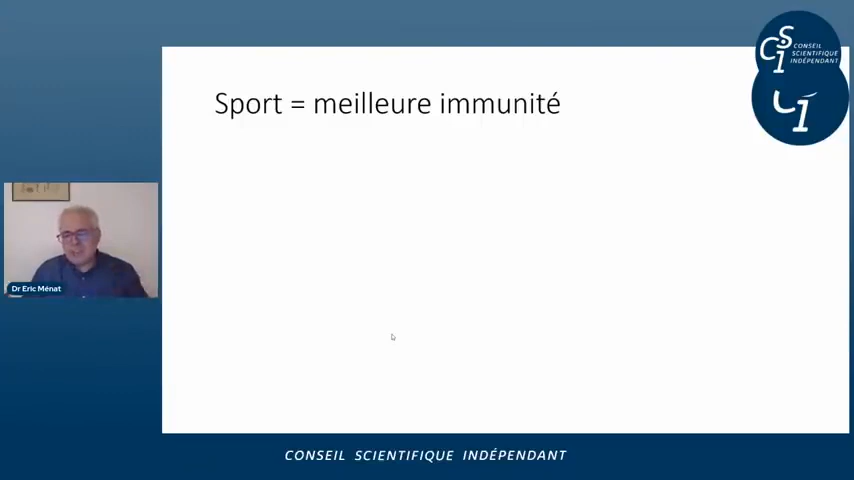 Sport = meilleure immunité
CSI
CONSEIL
SCIENTIFIQUE
INDÉPENDANT
Dr Eric Ménat
CONSEIL SCIENTIFIQUE INDÉPENDANT